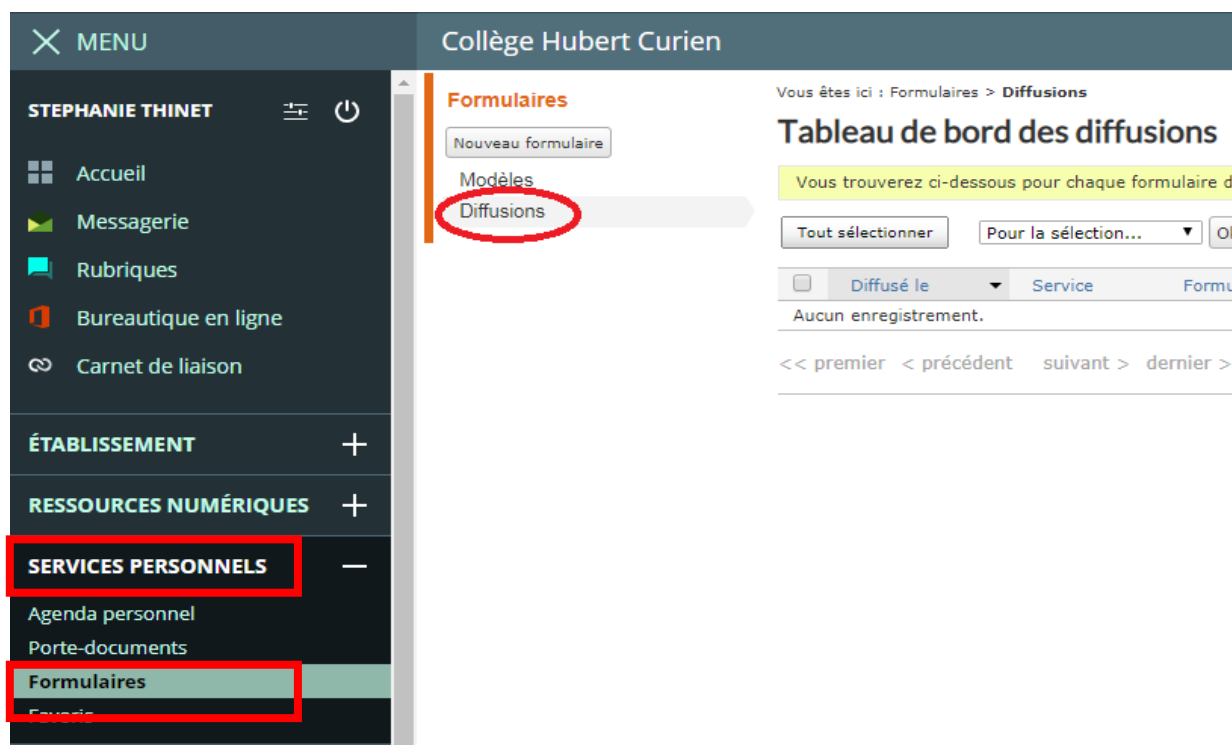 MENU
Collège Hubert Curien
STEPHANIE THINET
Accueil
Messagerie
Rubriques
Bureautique en ligne
Carnet de liaison
ÉTABLISSEMENT
RESSOURCES NUMÉRIQUES
SERVICES PERSONNELS
Agenda personnel
Porte-documents
Formulaires
Favoris
Formulaires
Nouveau formulaire
Modèles
Diffusions
Vous êtes ici : Formulaires > Diffusions
Tableau de bord des diffusions
Vous trouverez ci-dessous pour chaque formulaire d
Tout sélectionner Pour la sélection...
Diffusé le Service Formu
Aucun enregistrement.
<< premier < précédent suivant > dernier >